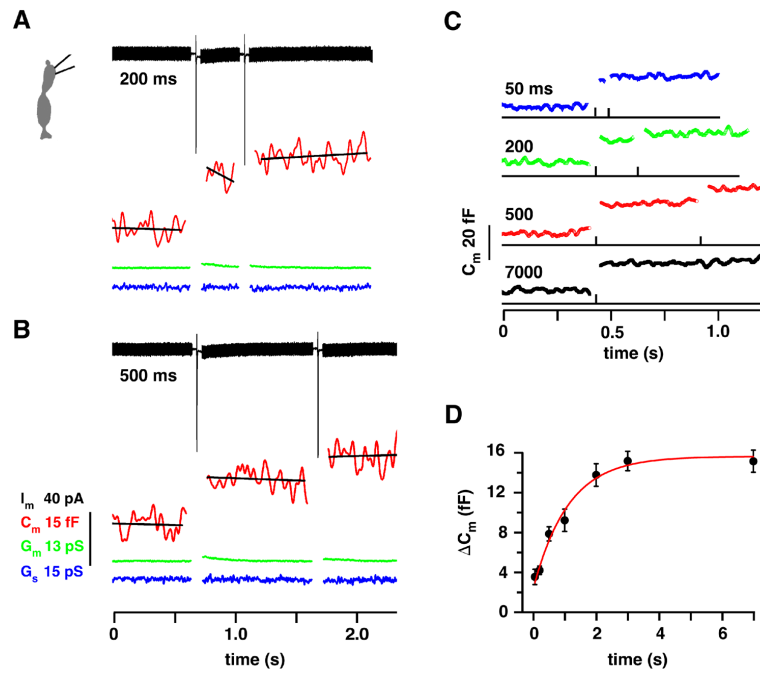 A
200 ms
B
500 ms
Im 40 pA
Cm 15 fF
Gm 13 pS
Gs 15 pS
0 1.0 2.0
time (s)
C
50 ms
200
500
7000
Cm 20 fF
0 0.5 1.0
time (s)
D
16
12
8
4
0
ΔCm (fF)
0 2 4 6
time (s)